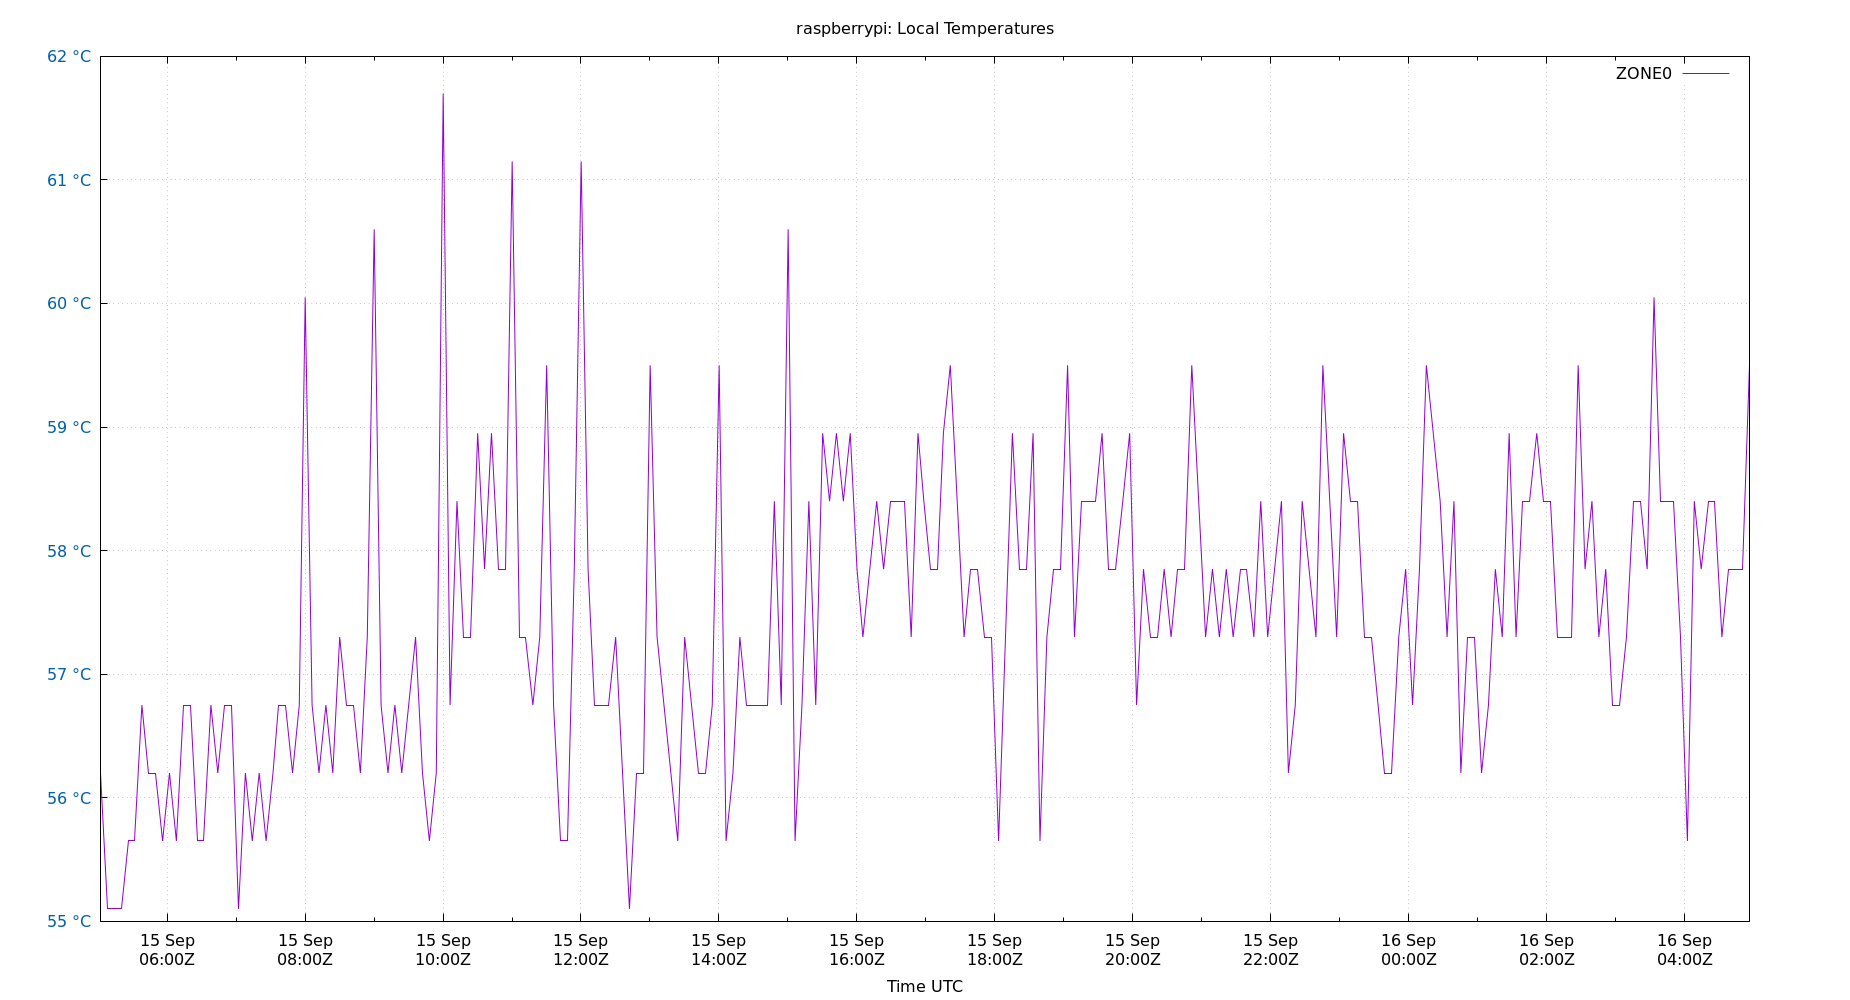 raspberrypi: Local Temperatures
62 °C
ZONE0
61 °C
60 °C
59 °C
58 °C
57 °C
56 °C
55 °C
15 Sep 15 Sep 15 Sep 15 Sep 15 Sep 15 Sep 15 Sep 15 Sep 15 Sep 16 Sep 16 Sep 16 Sep
06:00Z 08:00Z 10:00Z 12:00Z 14:00Z 16:00Z 18:00Z 20:00Z 22:00Z 00:00Z 02:00Z 04:00Z
Time UTC